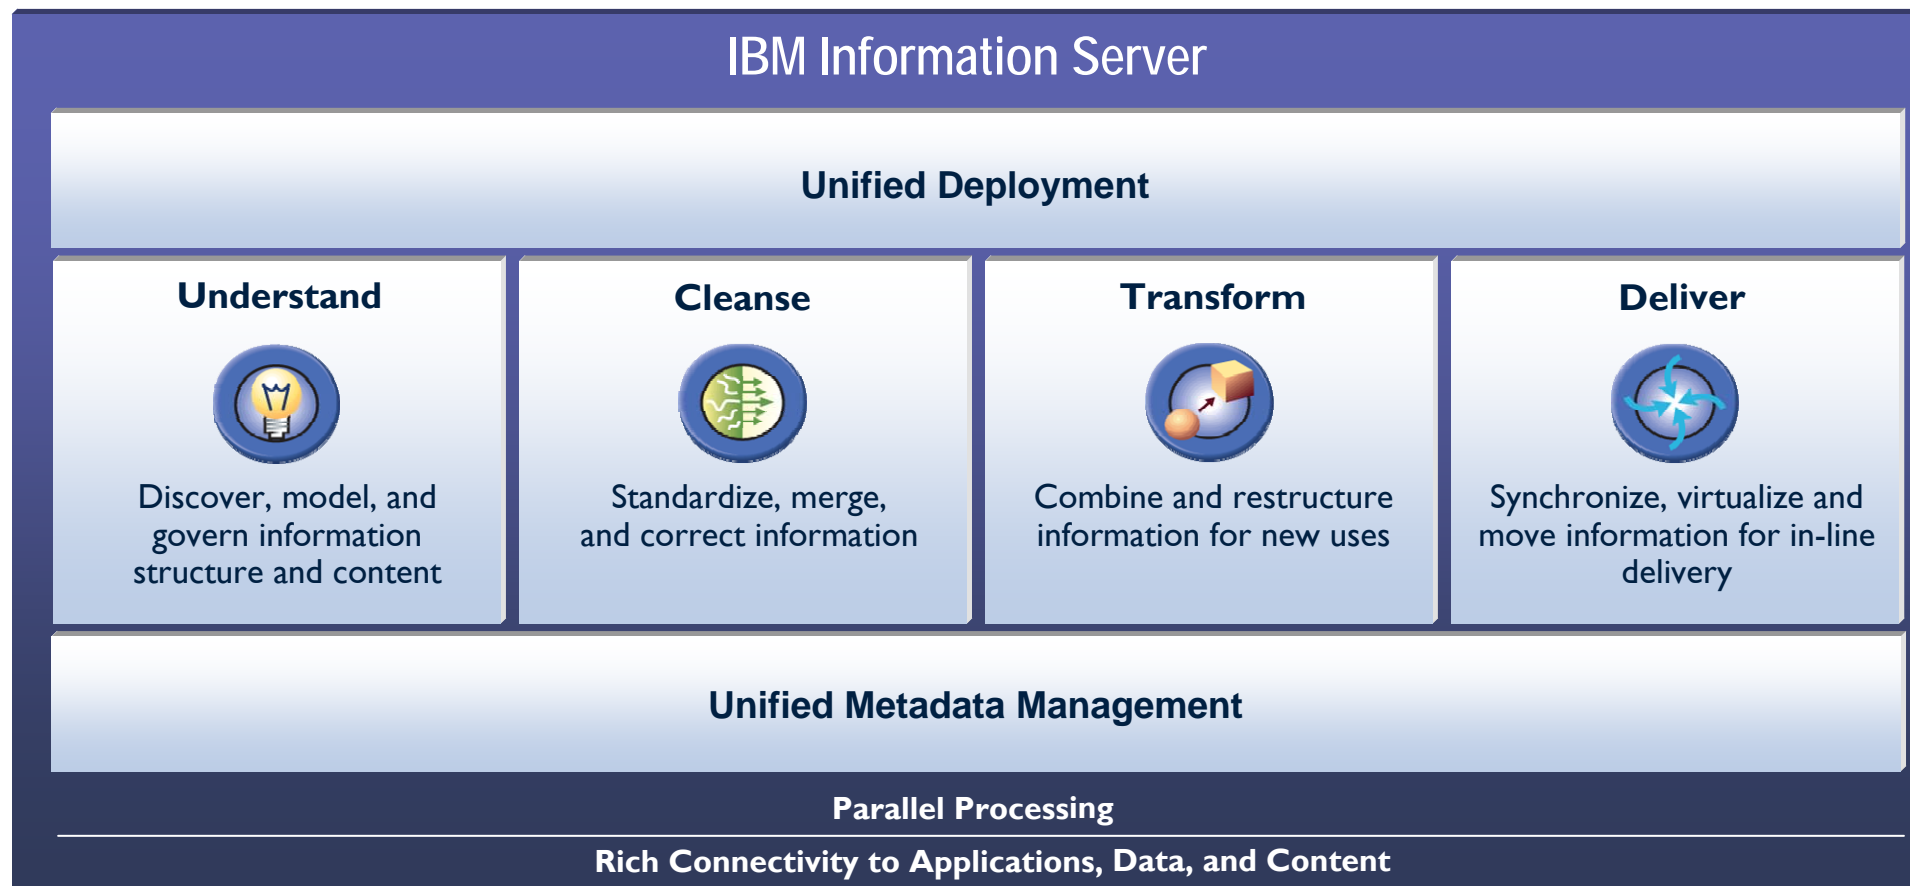 IBM Information Server
Unified Deployment
Understand
Discover, model, and
govern information
structure and content
Cleanse
Standardize, merge,
and correct information
Transform
Combine and restructure
information for new uses
Deliver
Synchronize, virtualize and
move information for in-line
delivery
Unified Metadata Management
Parallel Processing
Rich Connectivity to Applications, Data, and Content